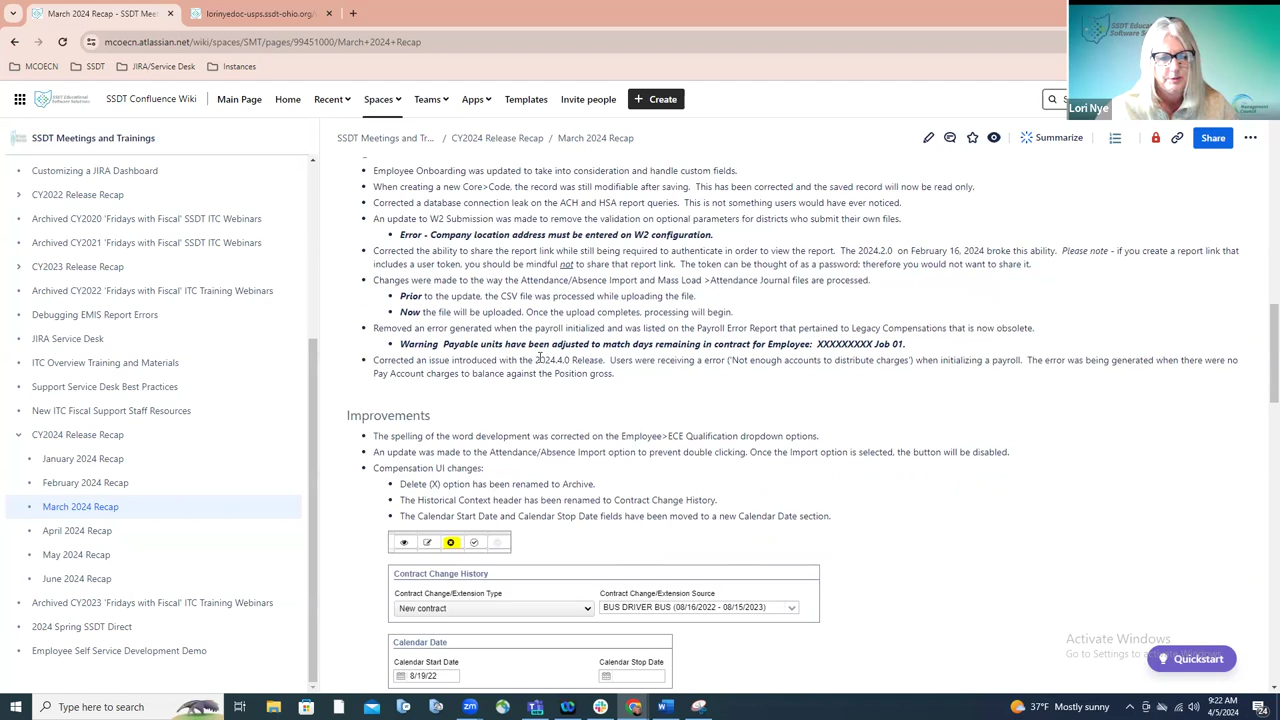 March 2024 Recap - SSDT Mee
lorinyedoc-usps.ssdt-ohio.org/
mcoecn.atlassian.net/wiki/spaces/SMT/pages/99451000/March+2024+Recap
MCOECN SSDT JIRA/Service Desk Instances
SSDT Confluence Wiki Main Page Home Recent Spaces Teams Apps Templates Invite people + Create
Lori Nye
SSDT Meetings and Trainings
SSDT Meetings and Tr... / CY2024 Release Recap / March 2024 Recap
Summarize
Share
Customizing a JIRA Dashboard
CY2022 Release Recap
Archived CY2020 'Fridays with Fiscal' SSDT ITC Webinars
Archived CY2021 'Fridays with Fiscal' SSDT ITC Webinars
CY2023 Release Recap
Archived CY2022 'Fridays with Fiscal' ITC Training Webinars
Debugging EMIS Report Errors
JIRA Service Desk
ITC Overview Training and Materials
Support Service Desk Best Practices
New ITC Fiscal Support Staff Resources
CY2024 Release Recap
January 2024 Recap
February 2024 Recap
March 2024 Recap
April 2024 Recap
May 2024 Recap
June 2024 Recap
Archived CY2023 'Fridays with Fiscal' ITC Training Webinars
2024 Spring SSDT Direct
Employee Self Service Development Demo
Employee Onboarding was updated to take into consideration and handle custom fields.
When creating a new Core>Code, the record was still modifiable after saving. This has been corrected and the saved record will now be read only.
Corrected a database connection leak on the ACH and HSA report queries. This is not something users would have ever noticed.
An update to W2 Submission was made to remove the validation on optional parameters for districts who submit their own files.
Error - Company location address must be entered on W2 configuration.
Corrected the ability to share the report link while still being required to authenticate in order to view the report. The 2024.2.0 on February 16, 2024 broke this ability. Please note - if you create a report link that
includes a user token, you should be mindful not to share that report link. The token can be thought of as a password; therefore you would not want to share it.
Changes were made to the way the Attendance/Absence Import and Mass Load >Attendance Journal files are processed.
Prior to the update, the CSV file was processed while uploading the file.
Now the file will be uploaded. Once the upload completes, processing will begin.
Removed an error generated when the payroll initialized and was listed on the Payroll Error Report that pertained to Legacy Compensations that is now obsolete.
Warning Payable units have been adjusted to match days remaining in contract for Employee: XXXXXXXXX Job 01.
Corrected an issue introduced with the 2024.4.0 Release. Users were receiving a error ('Not enough accounts to distribute charges') when initializing a payroll. The error was being generated when there were no
Pay Account charges to balance against the Position gross.
Improvements
The spelling of the word development was corrected on the Employee>ECE Qualification dropdown options.
An update was made to the Attendance/Absence Import option to prevent double clicking. Once the Import option is selected, the button will be disabled.
Compensation UI changes:
Delete (X) option has been renamed to Archive.
The Historical Context header has been renamed to Contract Change History.
The Calendar Start Date and Calendar Stop Date fields have been moved to a new Calendar Date section.
Contract Change History
Contract Change/Extension Type Contract Change/Extension Source
New contract BUS DRIVER BUS (08/16/2022 - 08/15/2023)
Calendar Date
Calendar Start Date Calendar Stop Date
8/19/22
Activate Windows
Go to Settings to
Quickstart
Type here to search
37°F Mostly sunny
9:22 AM
4/5/2024
24